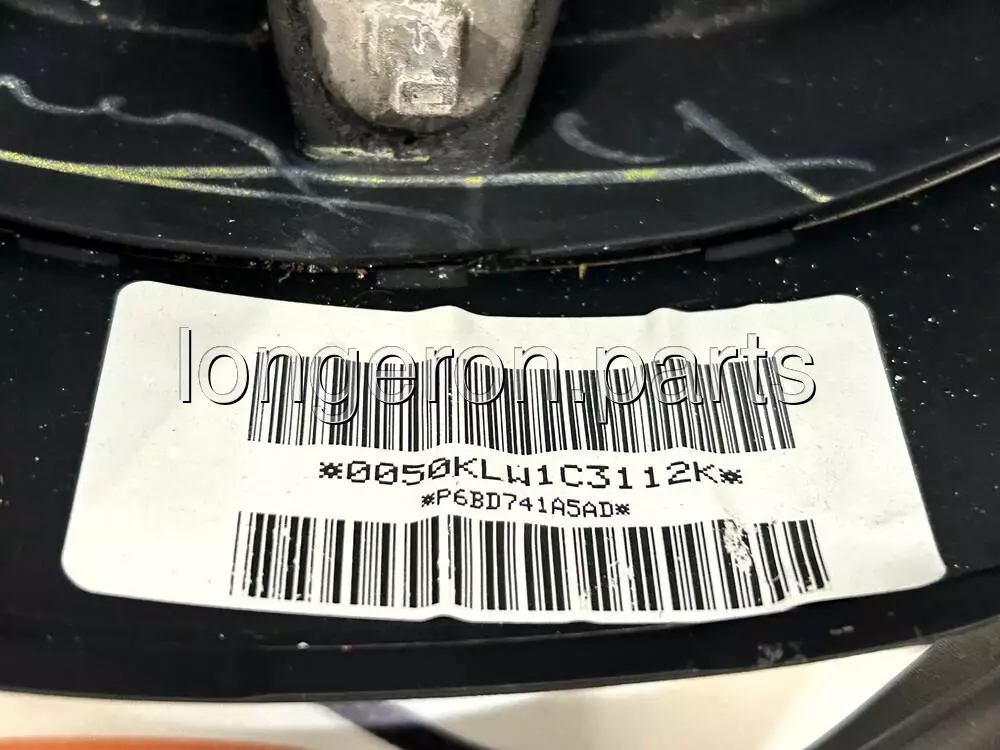 longeron.parts
*0050KLW1C3112K*
*P6BD741A5AD*